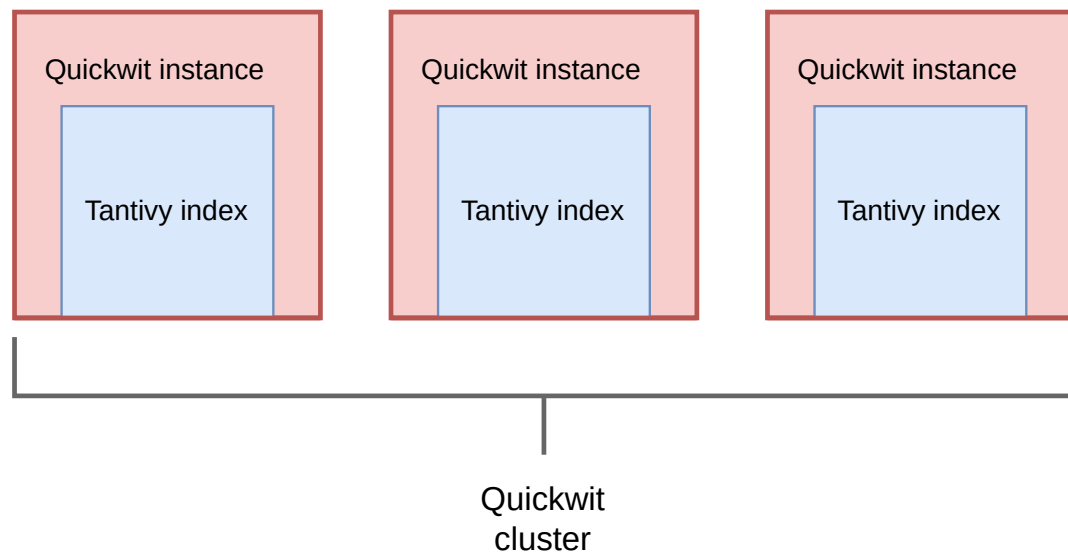 Quickwit instance
Quickwit instance
Quickwit instance
Tantivy index
Tantivy index
Tantivy index
Quickwit
cluster